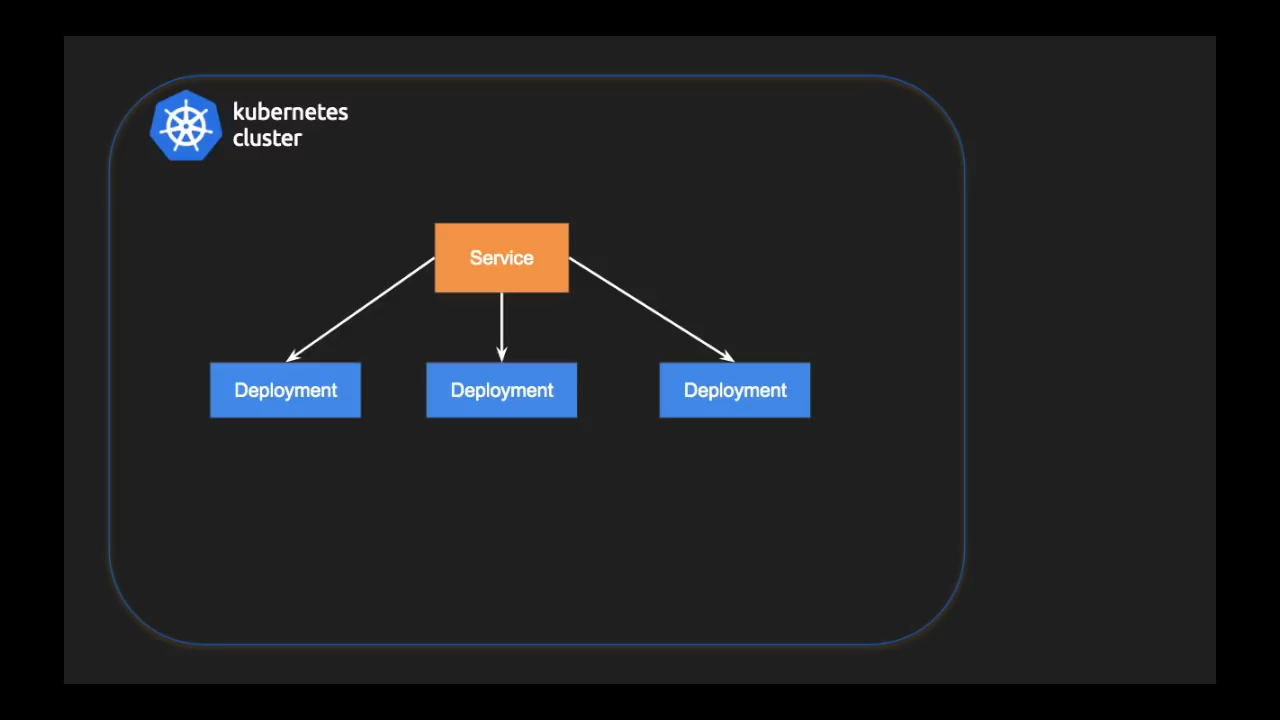 kubernetes
cluster
Service
Deployment
Deployment
Deployment